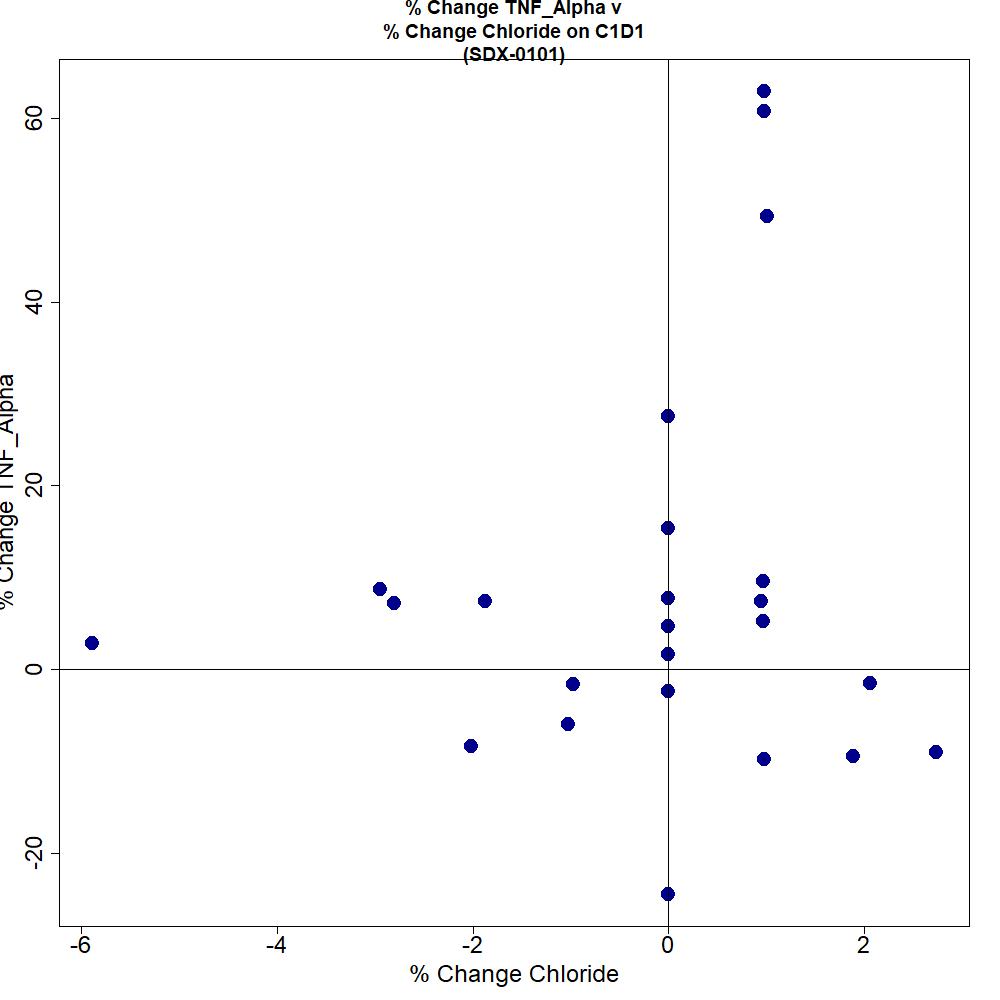 % Change TNF_Alpha v
% Change Chloride on C1D1
(SDX-0101)
% Change TNF_Alpha
60
40
20
0
-20
-6
-4
-2
0
2
% Change Chloride